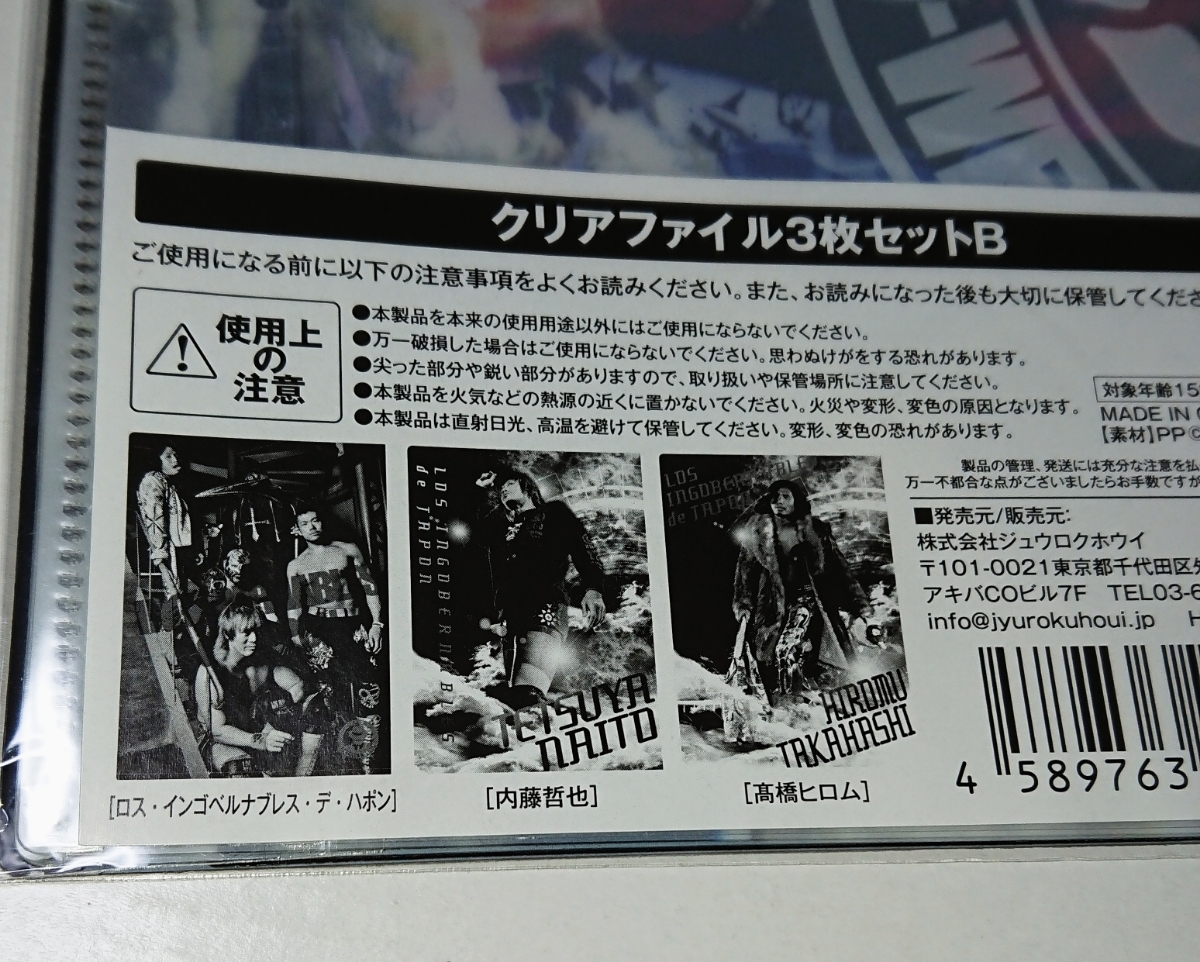 クリアファイル3枚セットB
ご使用になる前に以下の注意事項をよくお読みください。また、お読みになった後も大切に保管してくださ
使用上
の
注意
●本製品を本来の使用用途以外にはご使用にならないでください。
●万一破損した場合はご使用にならないでください。思わぬけがをする恐れがあります。
●尖った部分や鋭い部分がありますので、取り扱いや保管場所に注意してください。
●本製品を火気などの熱源の近くに置かないでください。火災や変形、変色の原因となります。
●本製品は直射日光、高温を避けて保管してください。変形、変色の恐れがあります。
対象年齢15
MADE IN
【素材】PP
製品の管理、発送には充分な注意を払
万一不都合な点がございましたらお手数ですが
■発売元/販売元:
株式会社ジュウロクホウイ
〒101-0021東京都千代田区
アキバCOビル7F TEL03-6
info@jyurokuhoui.jp H
4 589763
LOS INGOBERNABLES
de JAPON
TETSUYA
NAITO
LOS
INGOBERNABLE
de JAPON
HIROMU
TAKAHASHI
[ロス・インゴベルナブレス・デ・ハポン]
[内藤哲也]
[髙橋ヒロム]